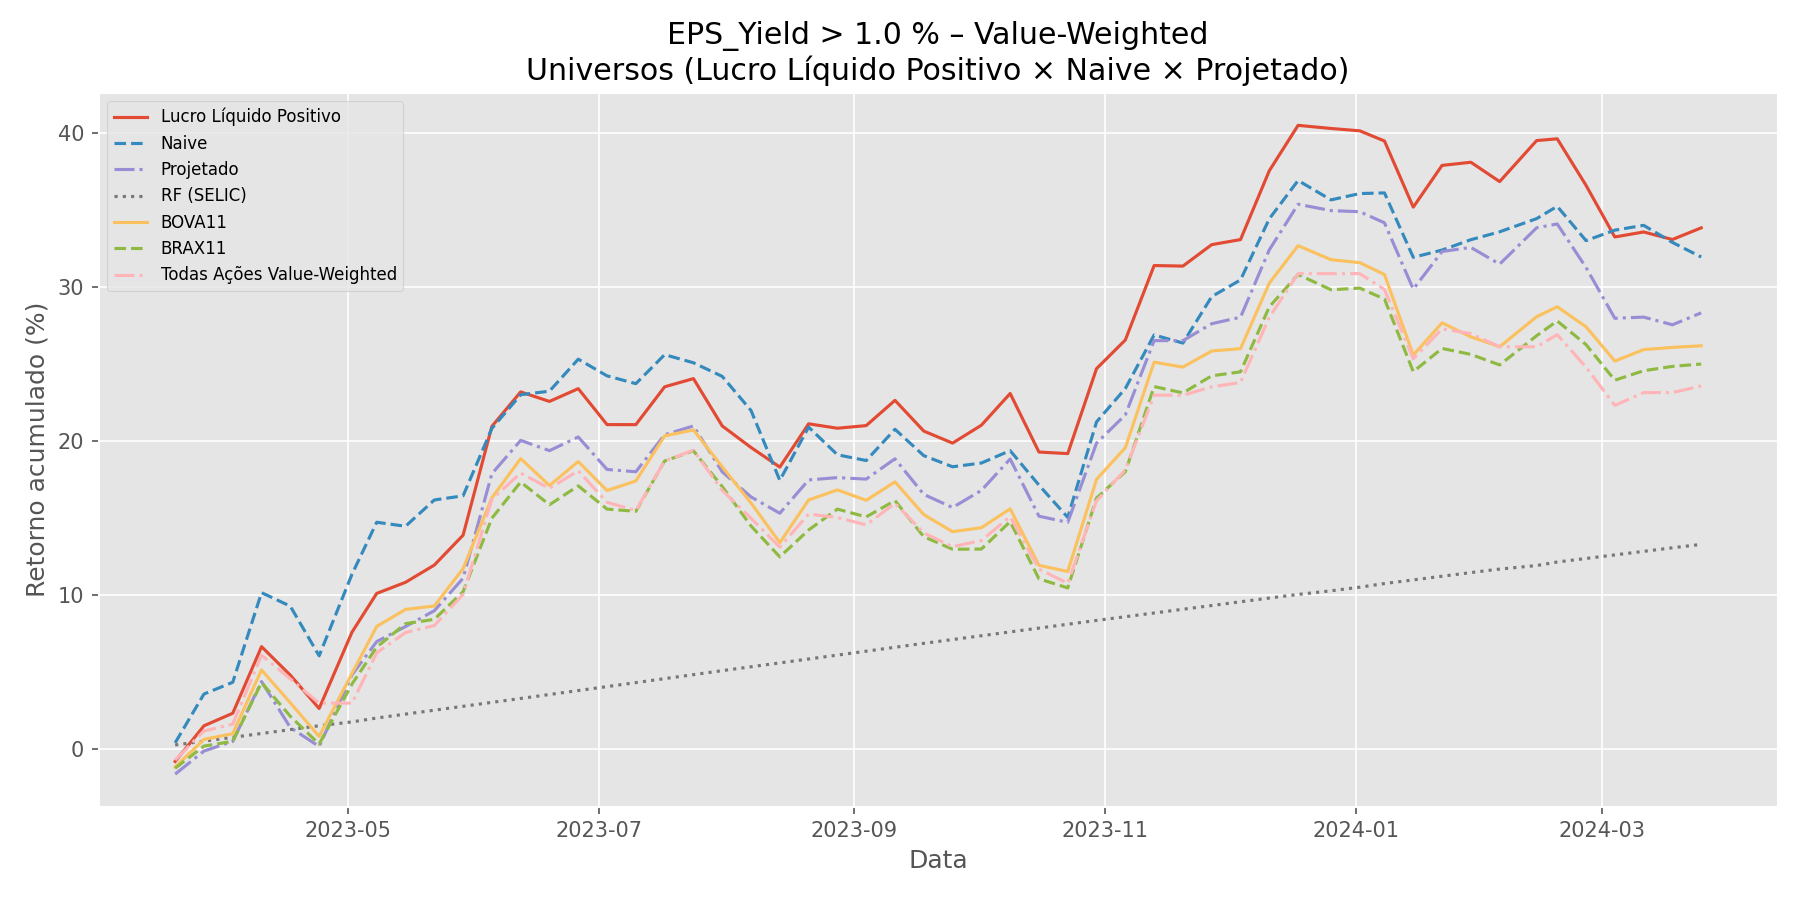 EPS_Yield > 1.0 % – Value-Weighted
Universos (Lucro Líquido Positivo × Naive × Projetado)
Lucro Líquido Positivo
Naive
Projetado
RF (SELIC)
BOVA11
BRAX11
Todas Ações Value-Weighted
Retorno acumulado (%)
40
30
20
10
0
2023-05
2023-07
2023-09
2023-11
2024-01
2024-03
Data